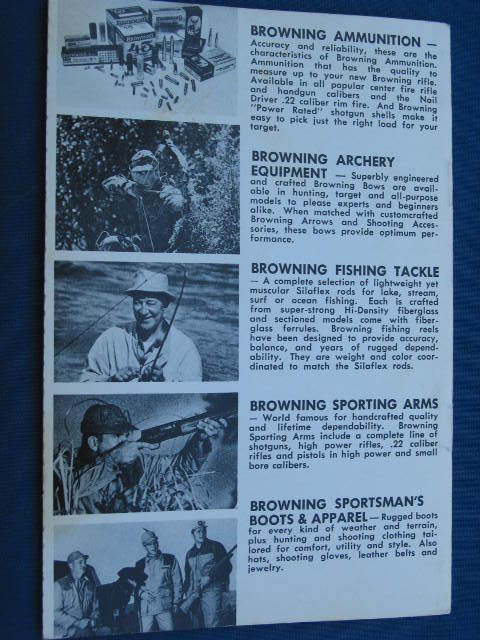 BROWNING AMMUNITION —
Accuracy and reliability, these are the
characteristics of Browning Ammunition.
Ammunition that has the quality to
measure up to your new Browning rifle.
Available in all popular center fire rifle
and handgun calibers and the Nail
Driver .22 caliber rim fire. And Browning
"Power Rated" shotgun shells make it
easy to pick just the right load for your
target.
BROWNING ARCHERY
EQUIPMENT — Superbly engineered
and crafted Browning Bows are avail-
able in hunting, target and all-purpose
models to please experts and beginners
alike. When matched with customcrafted
Browning Arrows and Shooting Acces-
sories, these bows provide optimum per-
formance.
BROWNING FISHING TACKLE
— A complete selection of lightweight yet
muscular Silaflex rods for lake, stream,
surf or ocean fishing. Each is crafted
from super-strong Hi-Density fiberglass
and sectioned models come with fiber-
glass ferrules. Browning fishing reels
have been designed to provide accuracy,
balance, and years of rugged depend-
ability. They are weight and color coor-
dinated to match the Silaflex rods.
BROWNING SPORTING ARMS
— World famous for handcrafted quality
and lifetime dependability. Browning
Sporting Arms include a complete line of
shotguns, high power rifles, .22 caliber
rifles and pistols in high power and small
bore calibers.
BROWNING SPORTSMAN'S
BOOTS & APPAREL — Rugged boots
for every kind of weather and terrain,
plus hunting and shooting clothing tai-
lored for comfort, utility and style. Also
hats, shooting gloves, leather belts and
jewelry.